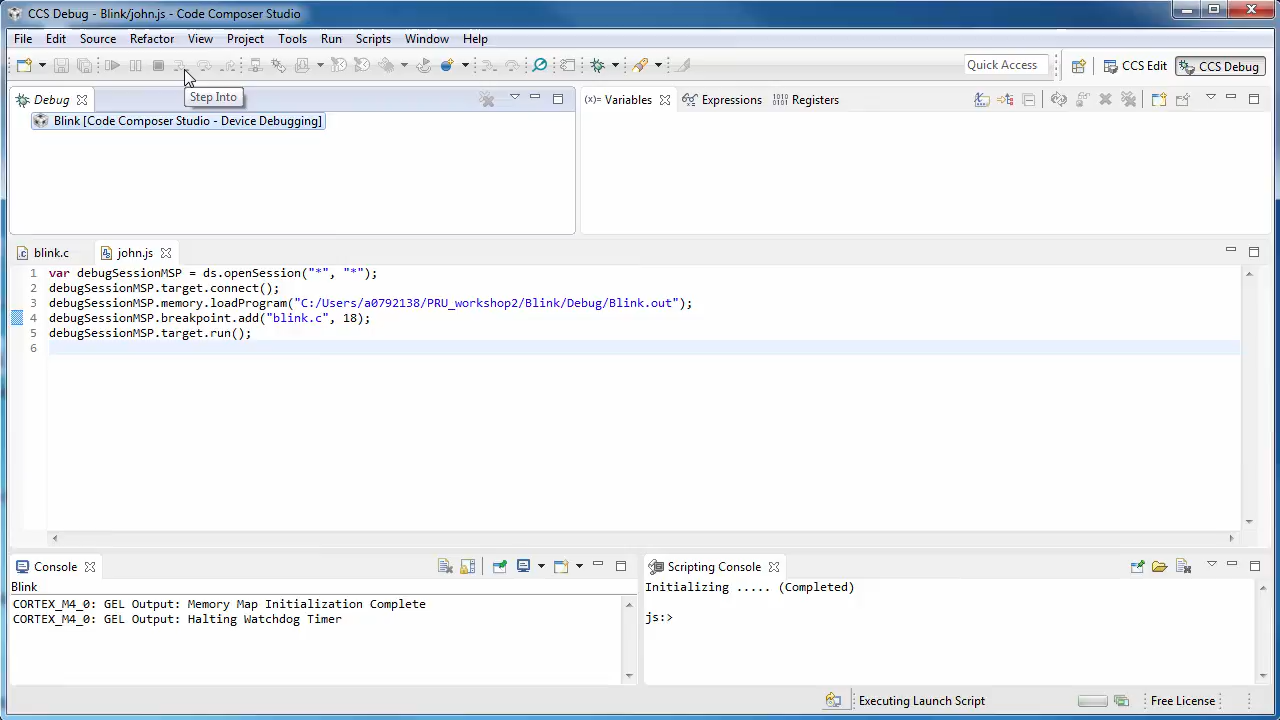 CCS Debug - Blink/john.js - Code Composer Studio
File Edit Source Refactor View Project Tools Run Scripts Window Help
Quick Access CCS Edit CCS Debug
Step Into
Debug
Blink [Code Composer Studio - Device Debugging]
(x)= Variables Expressions Registers
blink.c john.js
1 var debugSessionMSP = ds.openSession("*", "*");
2 debugSessionMSP.target.connect();
3 debugSessionMSP.memory.loadProgram("C:/Users/a0792138/PRU_workshop2/Blink/Debug/Blink.out");
4 debugSessionMSP.breakpoint.add("blink.c", 18);
5 debugSessionMSP.target.run();
6
Console
Blink
CORTEX_M4_0: GEL Output: Memory Map Initialization Complete
CORTEX_M4_0: GEL Output: Halting Watchdog Timer
Scripting Console
Initializing ..... (Completed)
js:>
Executing Launch Script
Free License